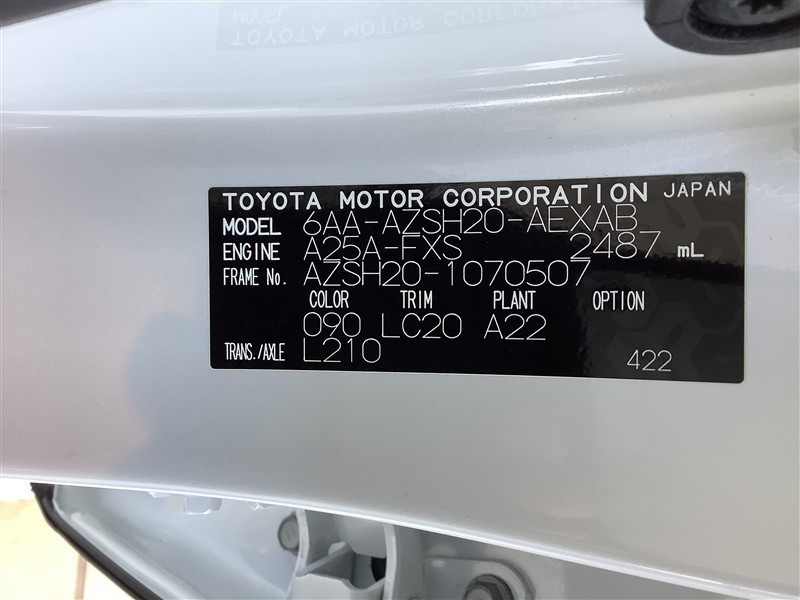 TOYOTA MOTOR CORPORATION JAPAN
MODEL 6AA-AZSH20-AEXAB
ENGINE A25A-FXS 2487 mL
FRAME No. AZSH20-1070507
COLOR TRIM PLANT OPTION
090 LC20 A22
TRANS./AXLE L210
422